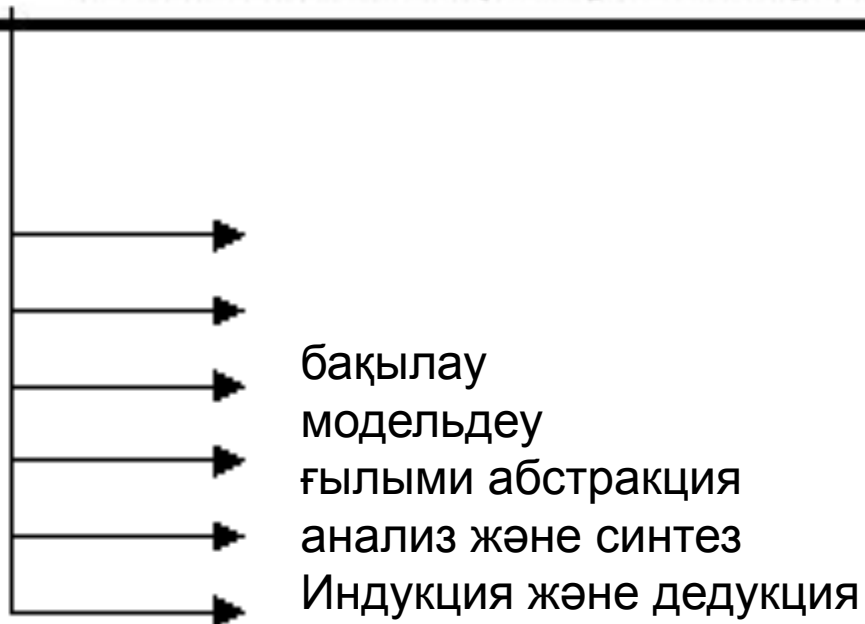 бақылау
модельдеу
ғылыми абстракция
анализ және синтез
Индукция және дедукция